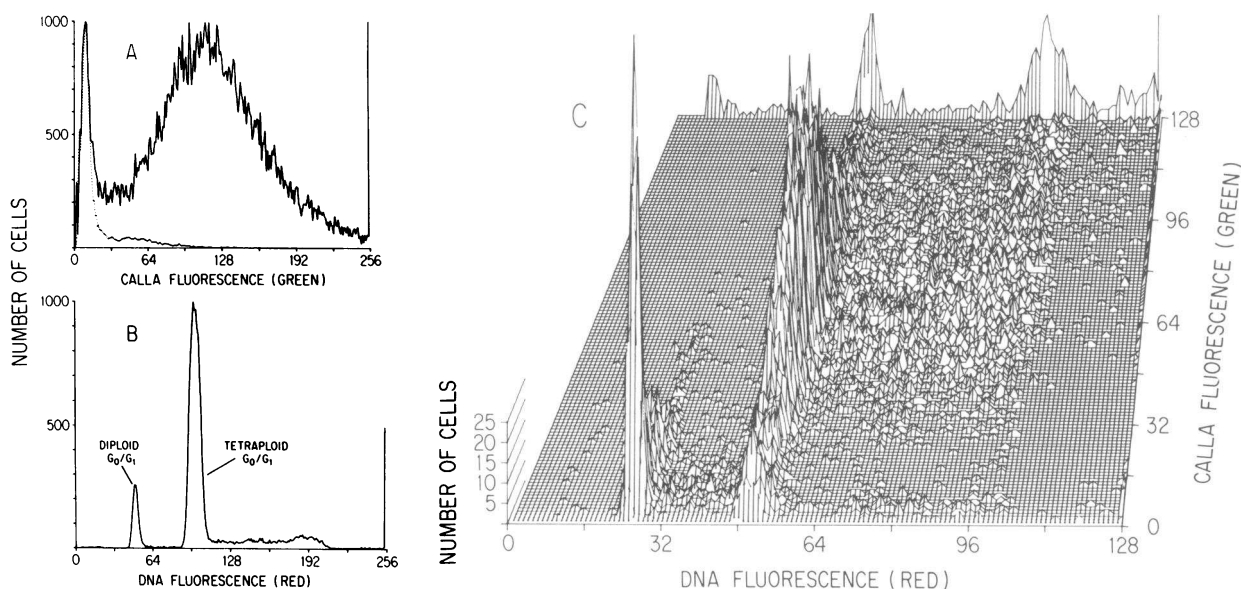 1000
500
A
0 64 128 192 256
CALLA FLUORESCENCE (GREEN)
NUMBER OF CELLS
1000
500
B
DIPLOID
G₀/G₁
TETRAPLOID
G₀/G₁
0 64 128 192 256
DNA FLUORESCENCE (RED)
C
NUMBER OF CELLS
25
20
15
10
5
0 32 64 96 128
DNA FLUORESCENCE (RED)
128
96
64
32
0
CALLA FLUORESCENCE (GREEN)